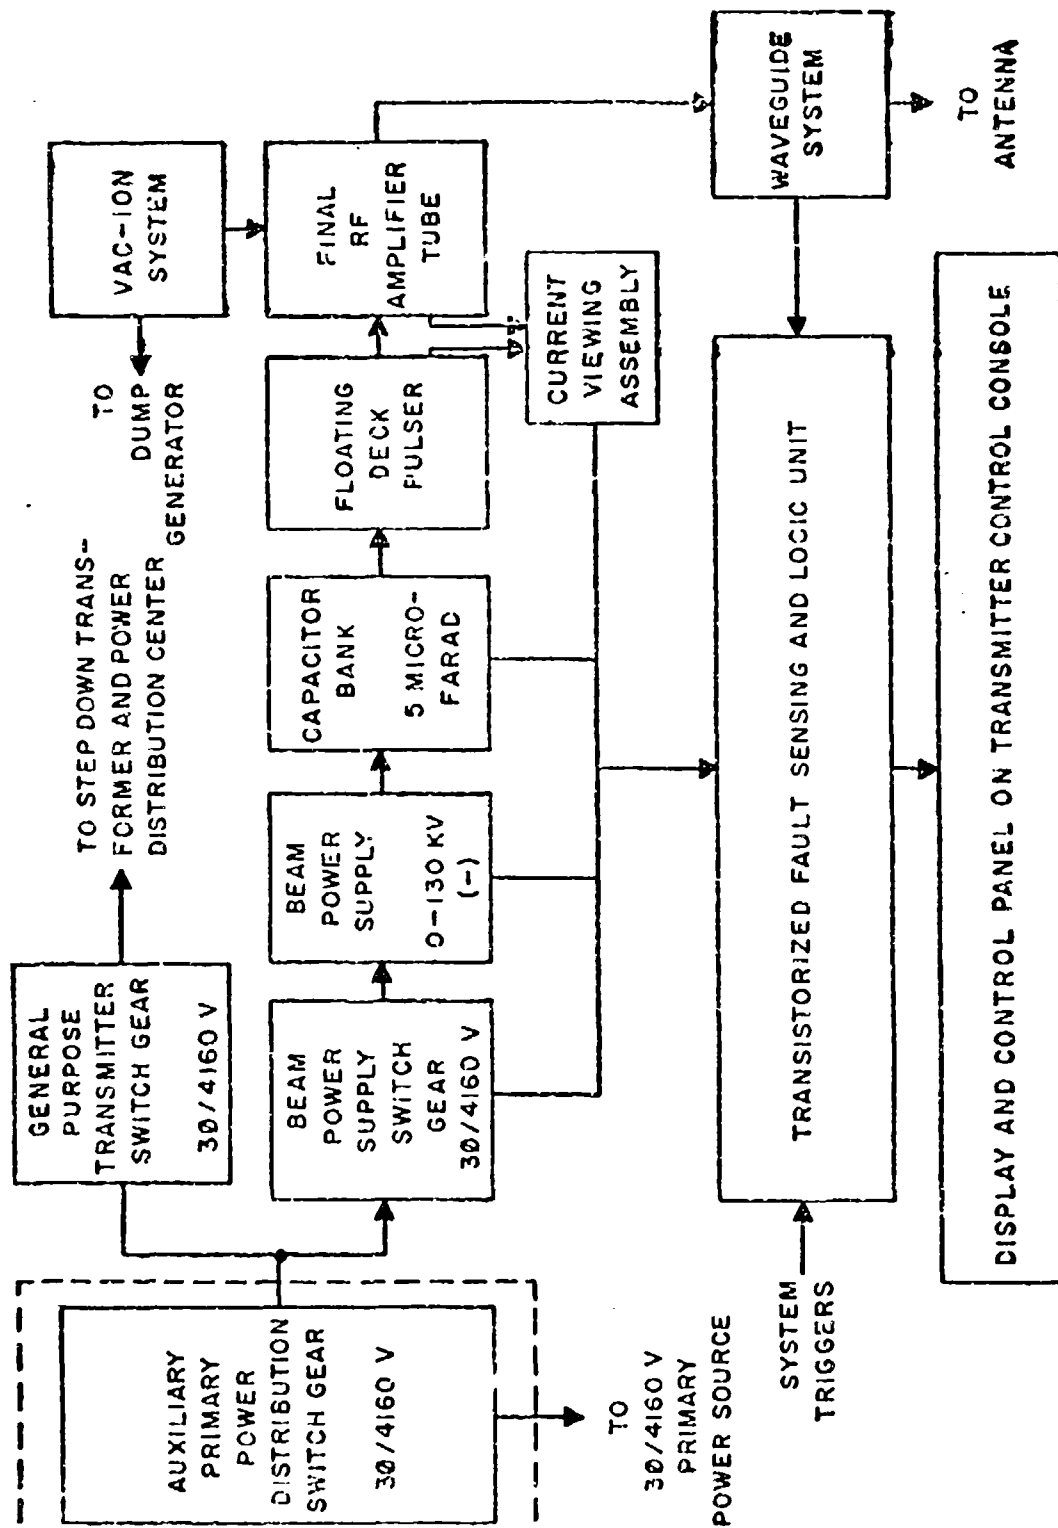 AUXILIARY
PRIMARY
POWER
DISTRIBUTION
SWITCH GEAR
3Ø/4160 V
TO
3Ø/4160 V
PRIMARY
POWER SOURCE
GENERAL
PURPOSE
TRANSMITTER
SWITCH GEAR
3Ø/4160 V
TO STEP DOWN TRANS-
FORMER AND POWER
DISTRIBUTION CENTER
TO
DUMP
GENERATOR
VAC-ION
SYSTEM
BEAM
POWER
SUPPLY
SWITCH
GEAR
3Ø/4160 V
BEAM
POWER
SUPPLY
0-130 KV
(-)
CAPACITOR
BANK
5 MICRO-
FARAD
FLOATING
DECK
PULSER
FINAL
RF
AMPLIFIER
TUBE
CURRENT
VIEWING
ASSEMBLY
WAVEGUIDE
SYSTEM
TO
ANTENNA
SYSTEM
TRIGGERS
TRANSISTORIZED FAULT SENSING AND LOGIC UNIT
DISPLAY AND CONTROL PANEL ON TRANSMITTER CONTROL CONSOLE